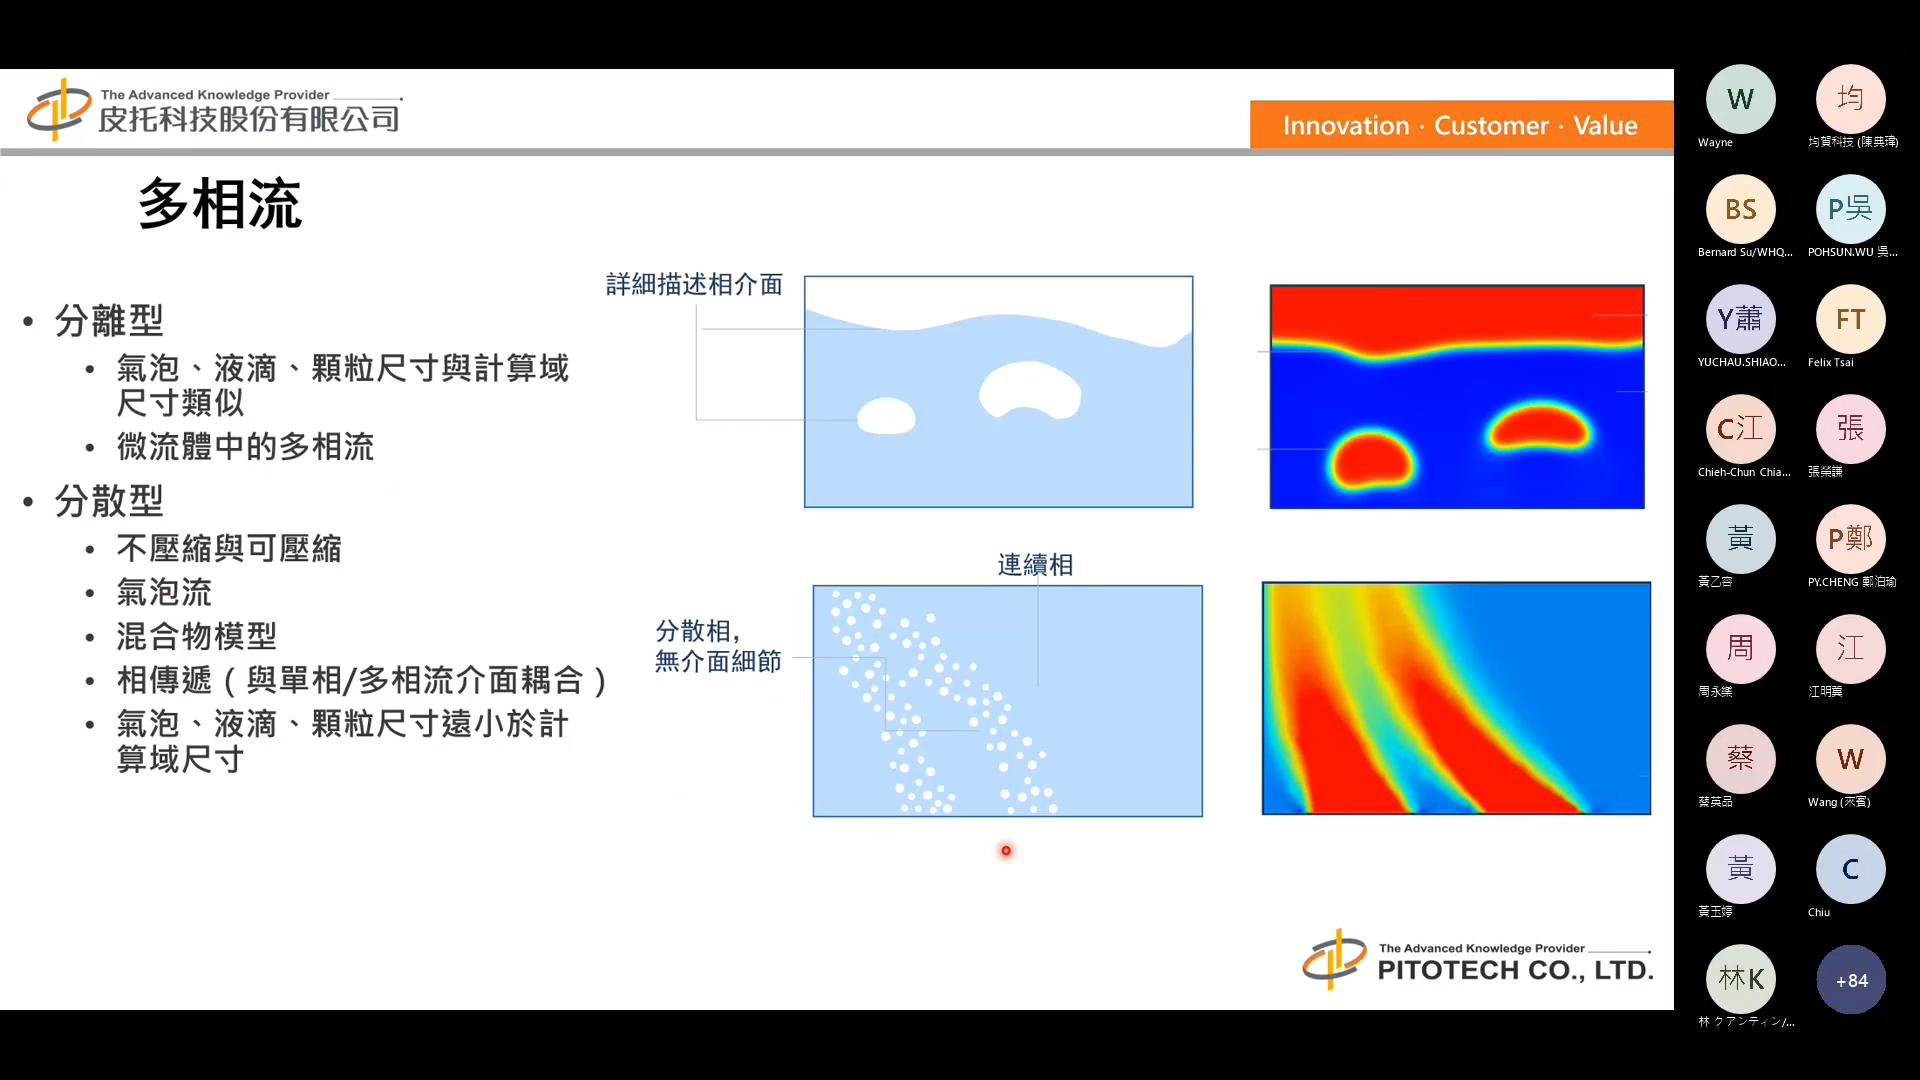 The Advanced Knowledge Provider
皮托科技股份有限公司
Innovation · Customer · Value
多相流
• 分離型
• 氣泡、液滴、顆粒尺寸與計算域
尺寸類似
• 微流體中的多相流
• 分散型
• 不壓縮與可壓縮
• 氣泡流
• 混合物模型
• 相傳遞(與單相/多相流介面耦合)
• 氣泡、液滴、顆粒尺寸遠小於計
算域尺寸
詳細描述相介面
連續相
分散相,
無介面細節
The Advanced Knowledge Provider
PITOTECH CO., LTD.
W
Wayne
均
均賀科技 (陳典瑋)
BS
Bernard Su/WHQ...
P吳
POHSUN.WU 吳...
Y蕭
YUCHAU.SHIAO...
FT
Felix Tsai
C江
Chieh-Chun Chia...
張
張榮謙
黃
黃乙容
P鄭
PY.CHENG 鄭泊瑜
周
周永樂
江
江明翼
蔡
蔡英品
W
Wang (來賓)
黃
黃玉婷
C
Chiu
林K
林 クアンティン/...
+84